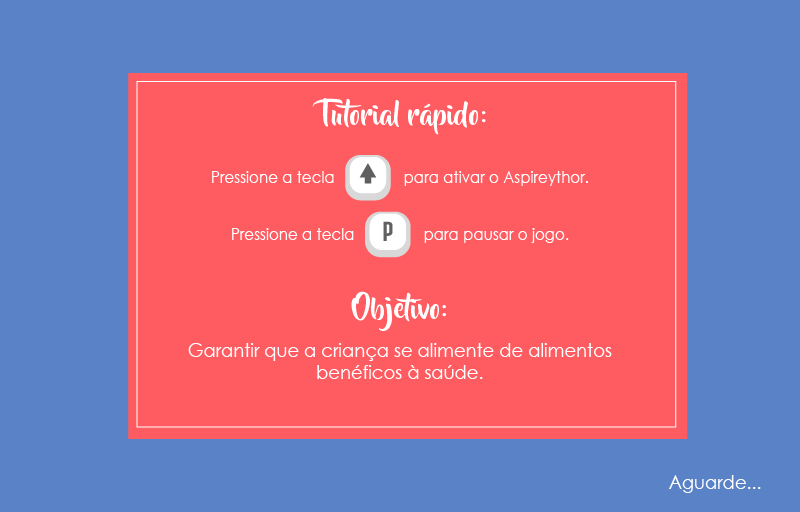 Tutorial rápido:
Pressione a tecla para ativar o Aspireythor.
Pressione a tecla P para pausar o jogo.
Objetivo:
Garantir que a criança se alimente de alimentos
benéficos à saúde.
Aguarde...